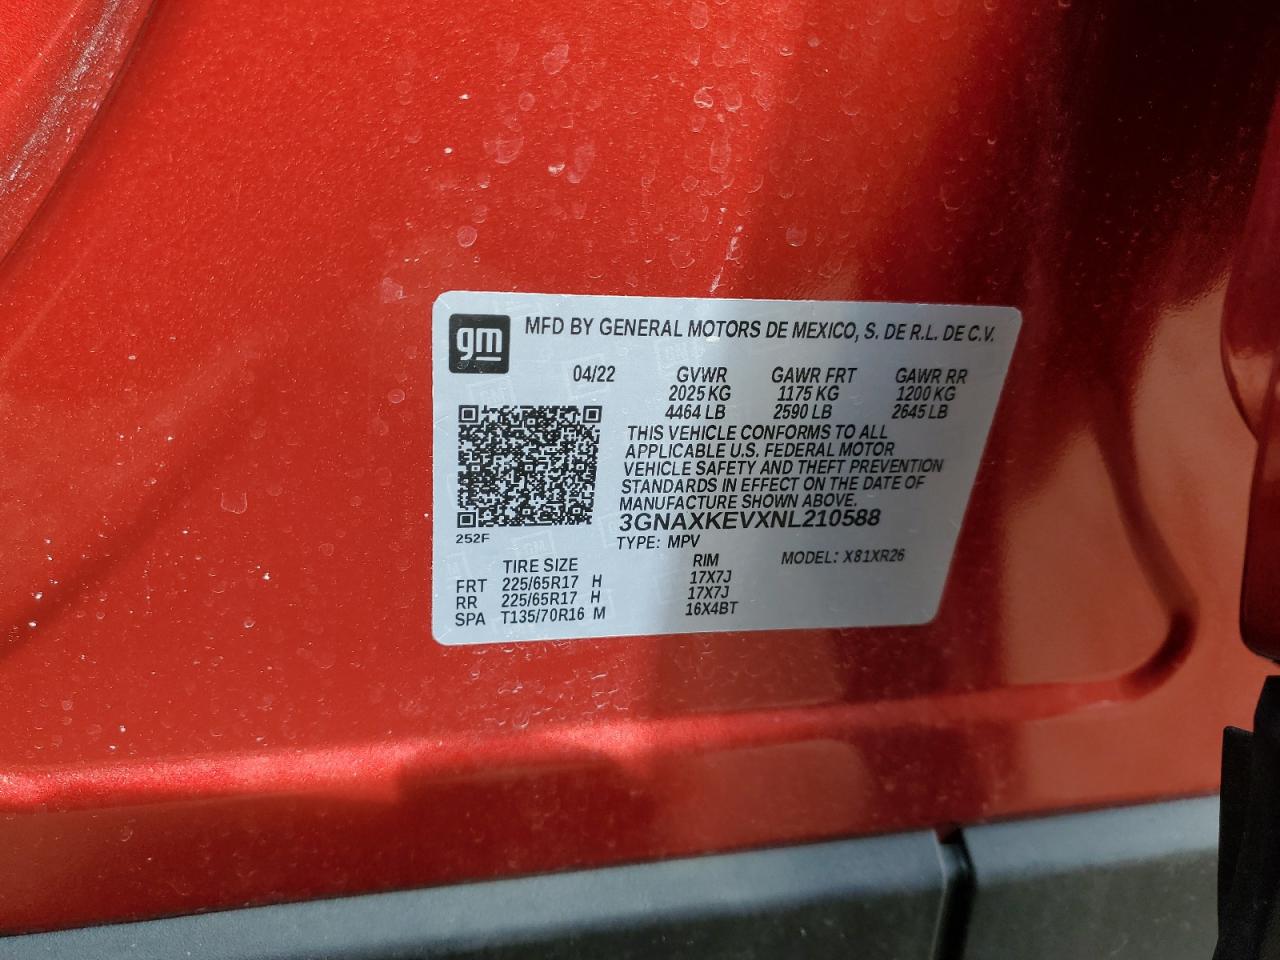 gm
MFD BY GENERAL MOTORS DE MEXICO, S. DE R.L. DE C.V.
04/22 GVWR GAWR FRT GAWR RR
2025 KG 1175 KG 1200 KG
4464 LB 2590 LB 2645 LB
THIS VEHICLE CONFORMS TO ALL
APPLICABLE U.S. FEDERAL MOTOR
VEHICLE SAFETY AND THEFT PREVENTION
STANDARDS IN EFFECT ON THE DATE OF
MANUFACTURE SHOWN ABOVE.
3GNAXKEVXNL210588
252F
TYPE: MPV MODEL: X81XR26
TIRE SIZE RIM
FRT 225/65R17 H 17X7J
RR 225/65R17 H 17X7J
SPA T135/70R16 M 16X4BT